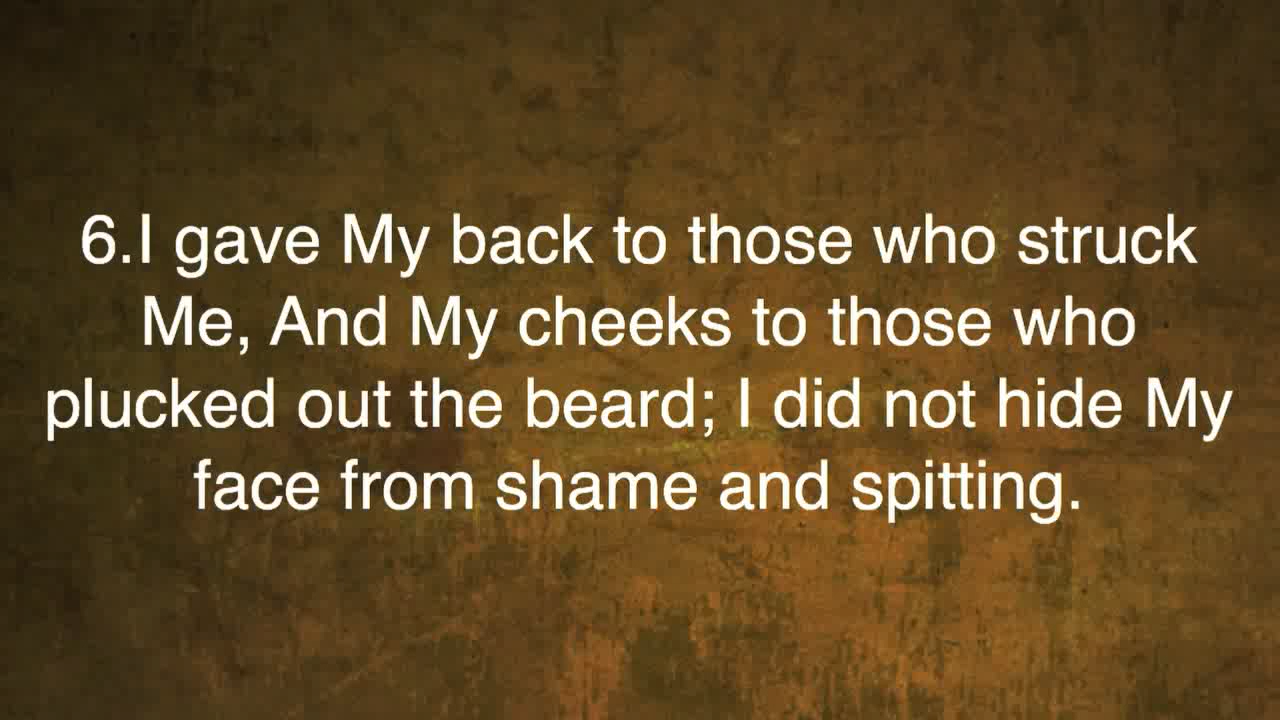 6.I gave My back to those who struck
Me, And My cheeks to those who
plucked out the beard; I did not hide My
face from shame and spitting.